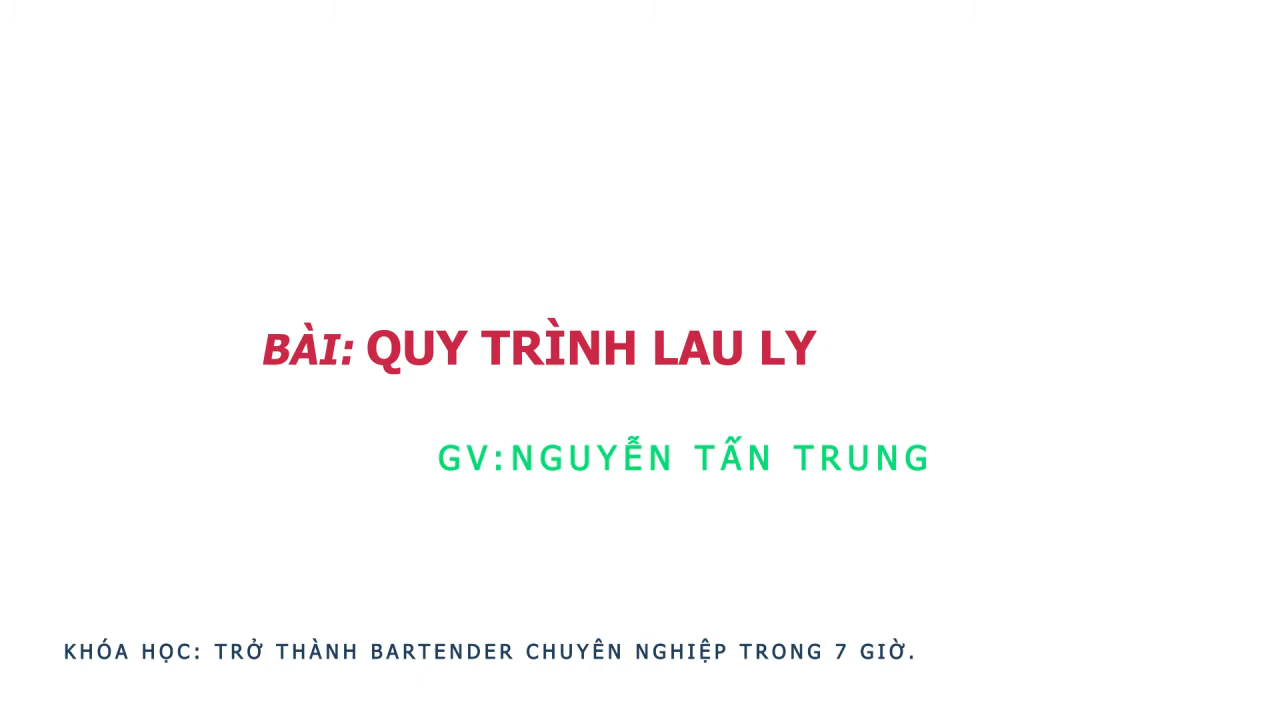 BÀI: QUY TRÌNH LAU LY
GV:NGUYỄN TẤN TRUNG
KHÓA HỌC: TRỞ THÀNH BARTENDER CHUYÊN NGHIỆP TRONG 7 GIỜ.